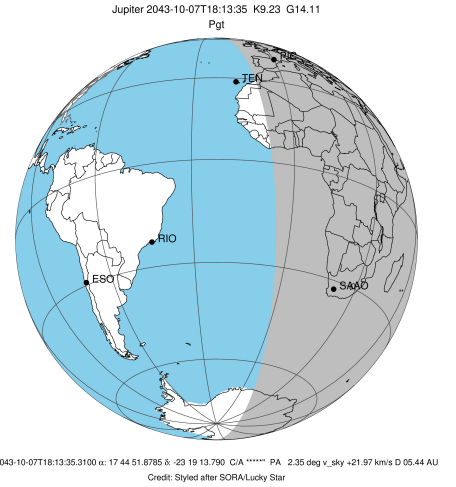 Jupiter 2043-10-07T18:13:35 K9.23 G14.11
Pgt
PIC
TEN
RIO
ESO
SAAO
043-10-07T18:13:35.3100 α: 17 44 51.8785 δ: -23 19 13.790 C/A *****" PA 2.35 deg v_sky +21.97 km/s D 05.44 AU
Credit: Styled after SORA/Lucky Star